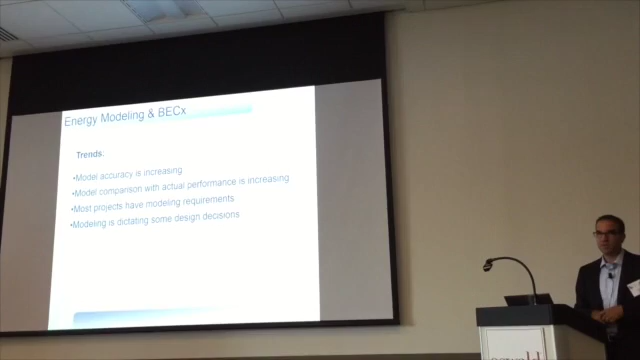 Energy Modeling & BECx
Trends:
•Model accuracy is increasing
•Model comparison with actual performance is increasing
•Most projects have modeling requirements
•Modeling is dictating some design decisions